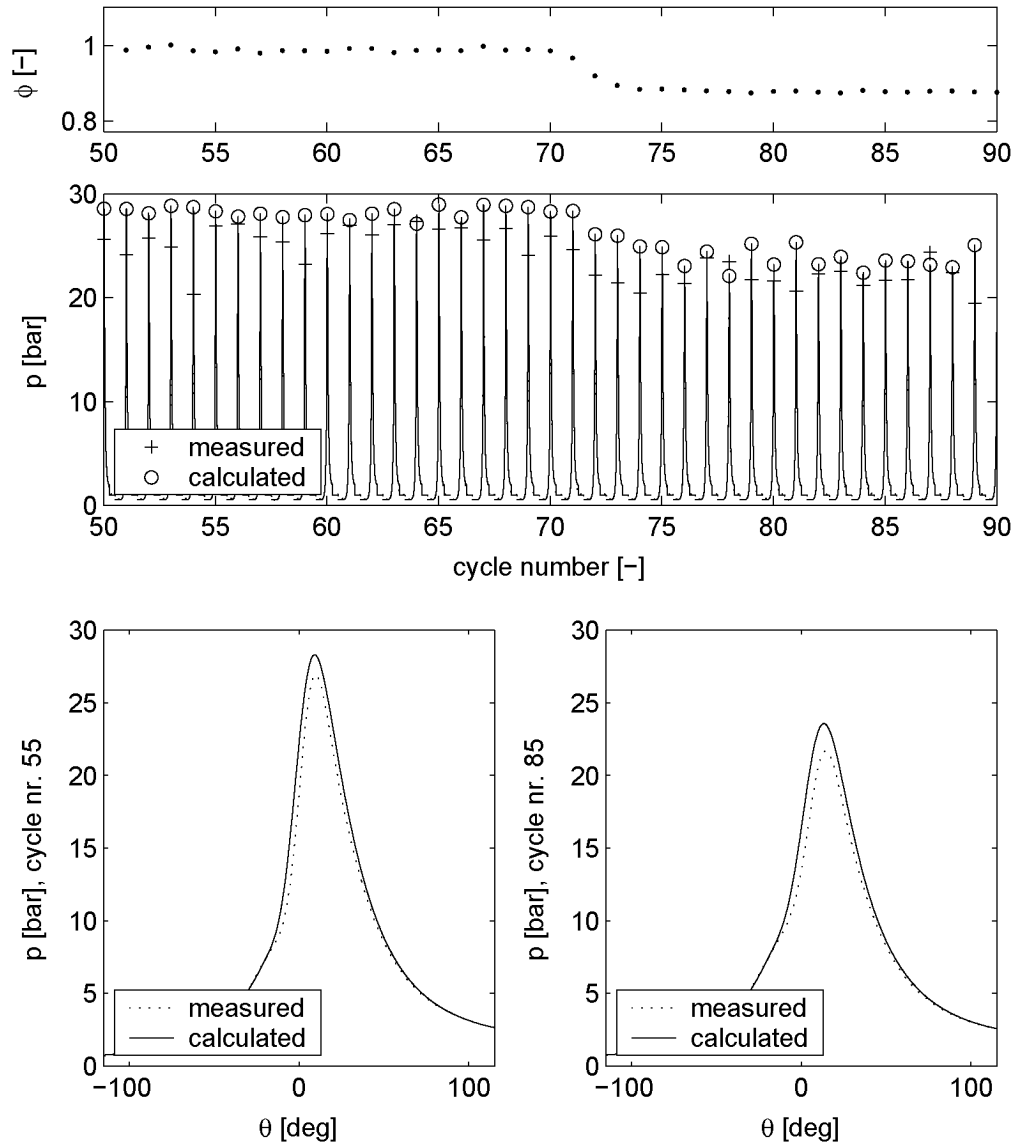 1
0.8
ϕ [-]
50 55 60 65 70 75 80 85 90
30
20
10
0
p [bar]
measured
calculated
50 55 60 65 70 75 80 85 90
cycle number [−]
30 30
25 25
20 20
15 15
10 10
5 5
0 0
p [bar], cycle nr. 55
p [bar], cycle nr. 85
measured measured
calculated calculated
−100 0 100 −100 0 100
θ [deg] θ [deg]